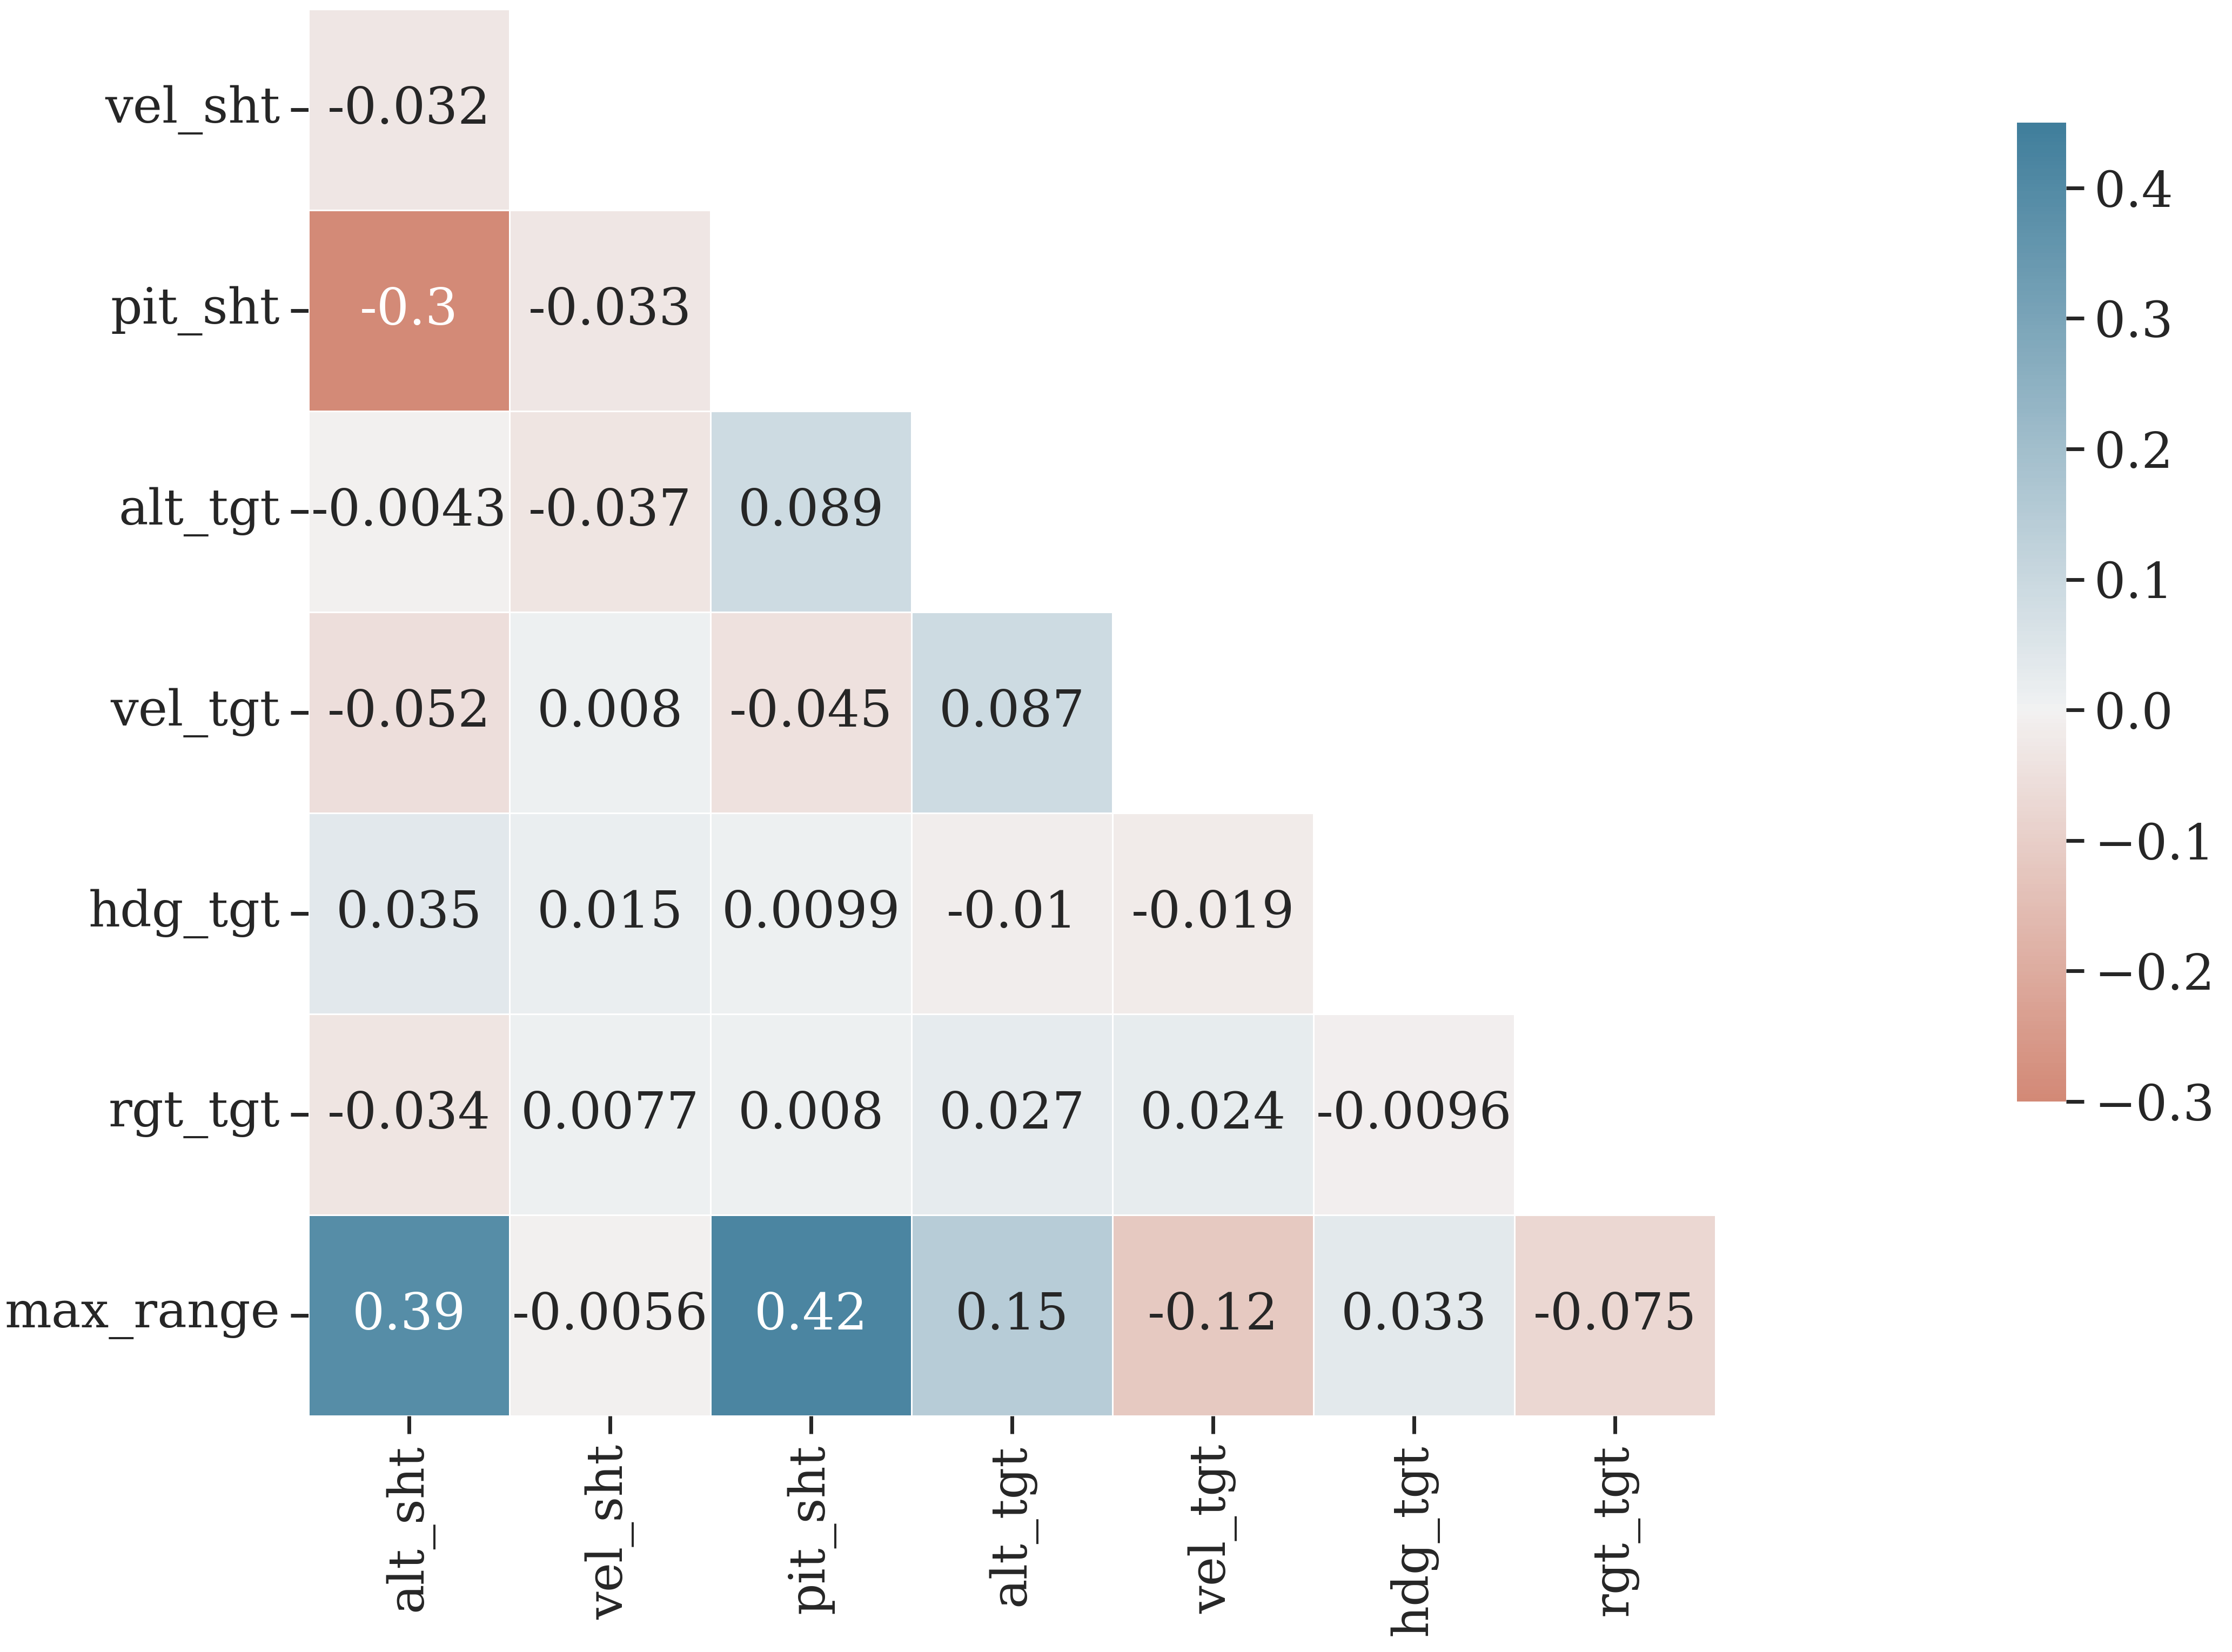 vel_sht -0.032
pit_sht -0.3 -0.033
alt_tgt -0.0043 -0.037 0.089
vel_tgt -0.052 0.008 -0.045 0.087
hdg_tgt 0.035 0.015 0.0099 -0.01 -0.019
rgt_tgt -0.034 0.0077 0.008 0.027 0.024 -0.0096
max_range 0.39 -0.0056 0.42 0.15 -0.12 0.033 -0.075
alt_sht
vel_sht
pit_sht
alt_tgt
vel_tgt
hdg_tgt
rgt_tgt
0.4
0.3
0.2
0.1
0.0
−0.1
−0.2
−0.3